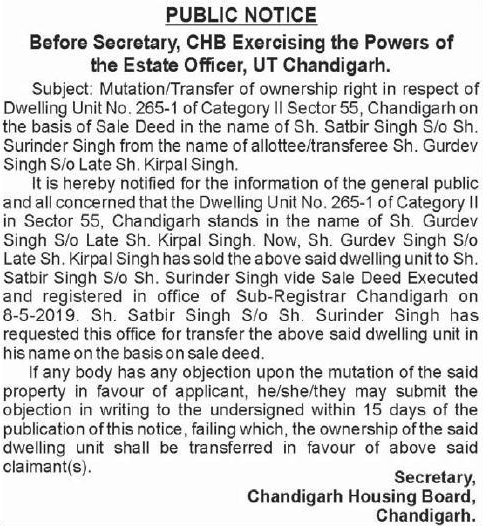 PUBLIC NOTICE
Before Secretary, CHB Exercising the Powers of
the Estate Officer, UT Chandigarh.
Subject: Mutation/Transfer of ownership right in respect of
Dwelling Unit No. 265-1 of Category II Sector 55, Chandigarh on
the basis of Sale Deed in the name of Sh. Satbir Singh S/o Sh.
Surinder Singh from the name of allottee/transferee Sh. Gurdev
Singh S/o Late Sh. Kirpal Singh.
It is hereby notified for the information of the general public
and all concerned that the Dwelling Unit No. 265-1 of Category II
in Sector 55, Chandigarh stands in the name of Sh. Gurdev
Singh S/o Late Sh. Kirpal Singh. Now, Sh. Gurdev Singh S/o
Late Sh. Kirpal Singh has sold the above said dwelling unit to Sh.
Satbir Singh S/o Sh. Surinder Singh vide Sale Deed Executed
and registered in office of Sub-Registrar Chandigarh on
8-5-2019. Sh. Satbir Singh S/o Sh. Surinder Singh has
requested this office for transfer the above said dwelling unit in
his name on the basis on sale deed.
If any body has any objection upon the mutation of the said
property in favour of applicant, he/she/they may submit the
objection in writing to the undersigned within 15 days of the
publication of this notice, failing which, the ownership of the said
dwelling unit shall be transferred in favour of above said
claimant(s).
Secretary,
Chandigarh Housing Board,
Chandigarh.